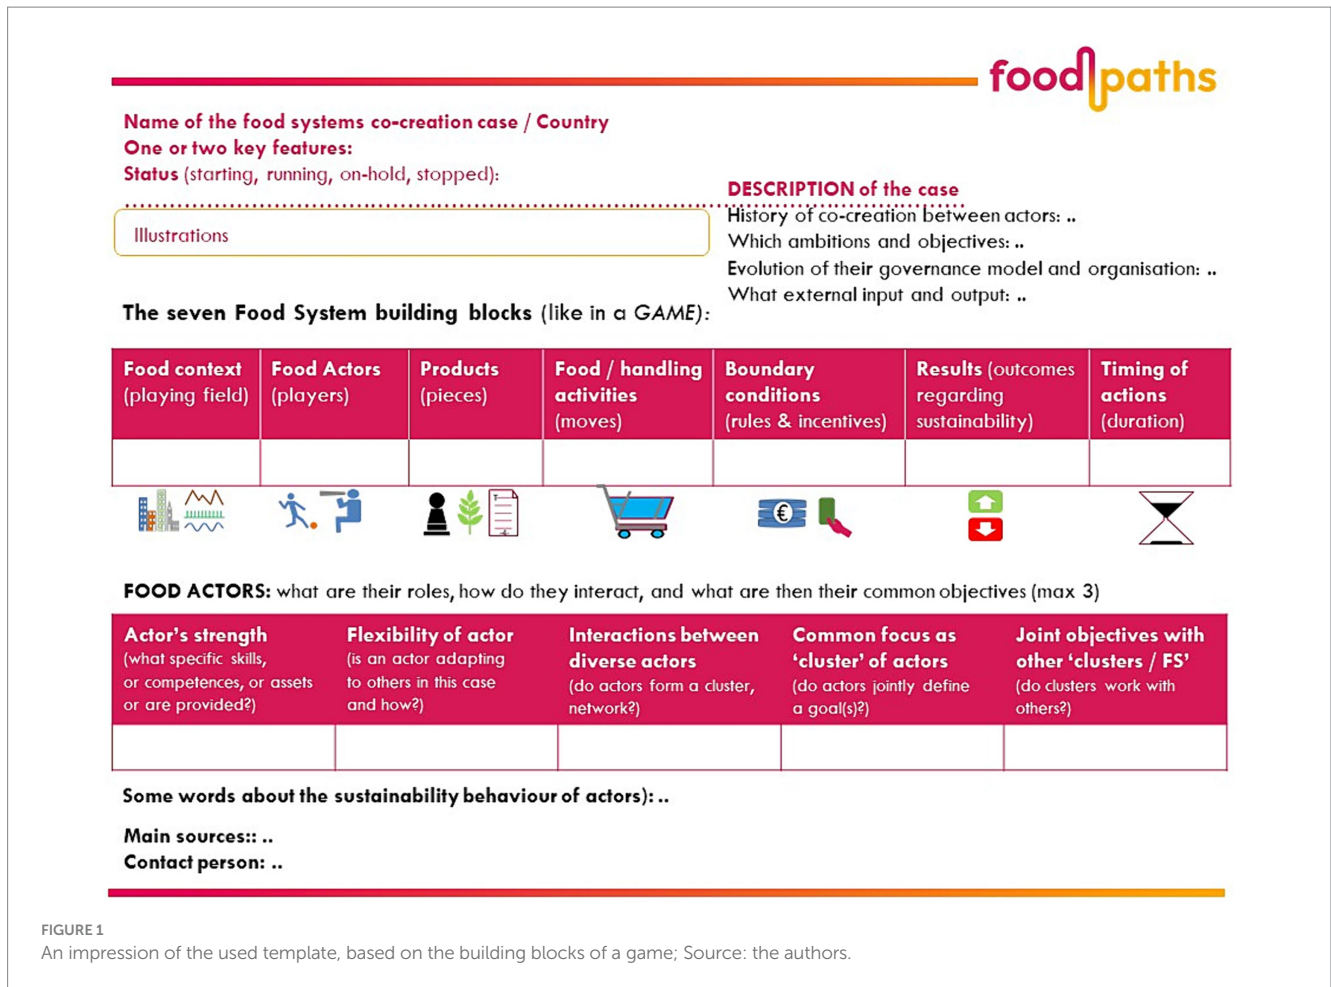 foodpaths
Name of the food systems co-creation case / Country
One or two key features:
Status (starting, running, on-hold, stopped):
Illustrations
DESCRIPTION of the case
History of co-creation between actors: ..
Which ambitions and objectives: ..
Evolution of their governance model and organisation: ..
What external input and output: ..
The seven Food System building blocks (like in a GAME):
Food context
(playing field)
Food Actors
(players)
Products
(pieces)
Food / handling
activities
(moves)
Boundary
conditions
(rules & incentives)
Results (outcomes
regarding
sustainability)
Timing of
actions
(duration)
€
FOOD ACTORS: what are their roles, how do they interact, and what are then their common objectives (max 3)
Actor's strength
(what specific skills,
or competences, or assets
or are provided?)
Flexibility of actor
(is an actor adapting
to others in this case
and how?)
Interactions between
diverse actors
(do actors form a cluster,
network?)
Common focus as
‘cluster’ of actors
(do actors jointly define
a goal(s)?)
Joint objectives with
other ‘clusters / FS’
(do clusters work with
others?)
Some words about the sustainability behaviour of actors): ..
Main sources:: ..
Contact person: ..
FIGURE 1
An impression of the used template, based on the building blocks of a game; Source: the authors.